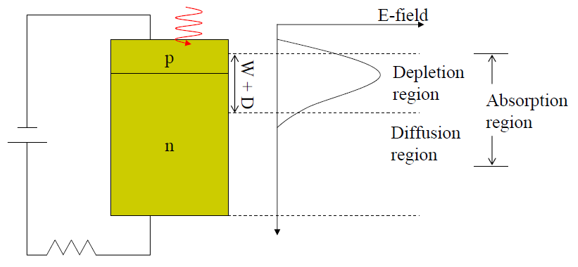 E-field
p
W + D
Depletion
region
Absorption
region
Diffusion
region
n